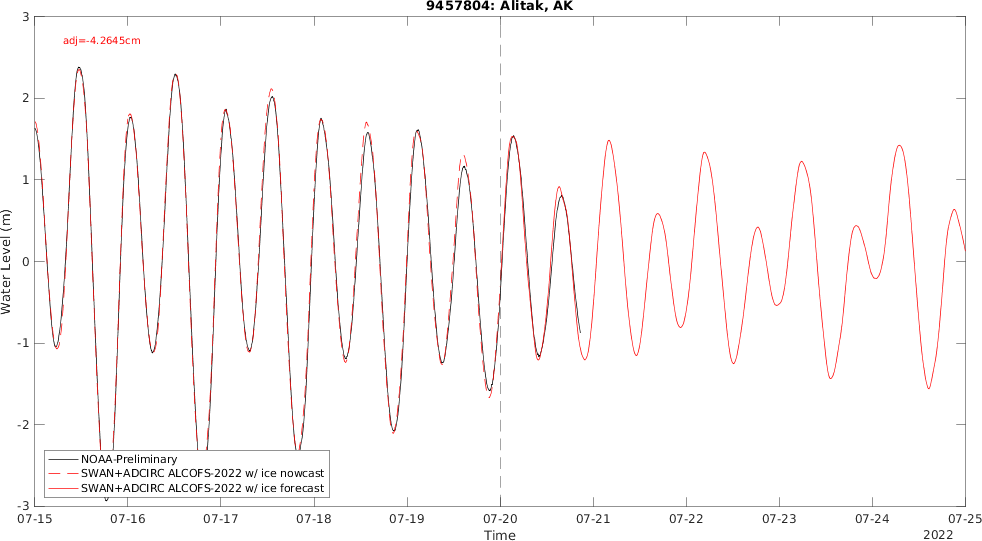 9457804: Alitak, AK
adj=-4.2645cm
3
2
1
0
-1
-2
-3
Water Level (m)
NOAA-Preliminary
SWAN+ADCIRC ALCOFS-2022 w/ ice nowcast
SWAN+ADCIRC ALCOFS-2022 w/ ice forecast
07-15 07-16 07-17 07-18 07-19 07-20 07-21 07-22 07-23 07-24 07-25
Time
2022